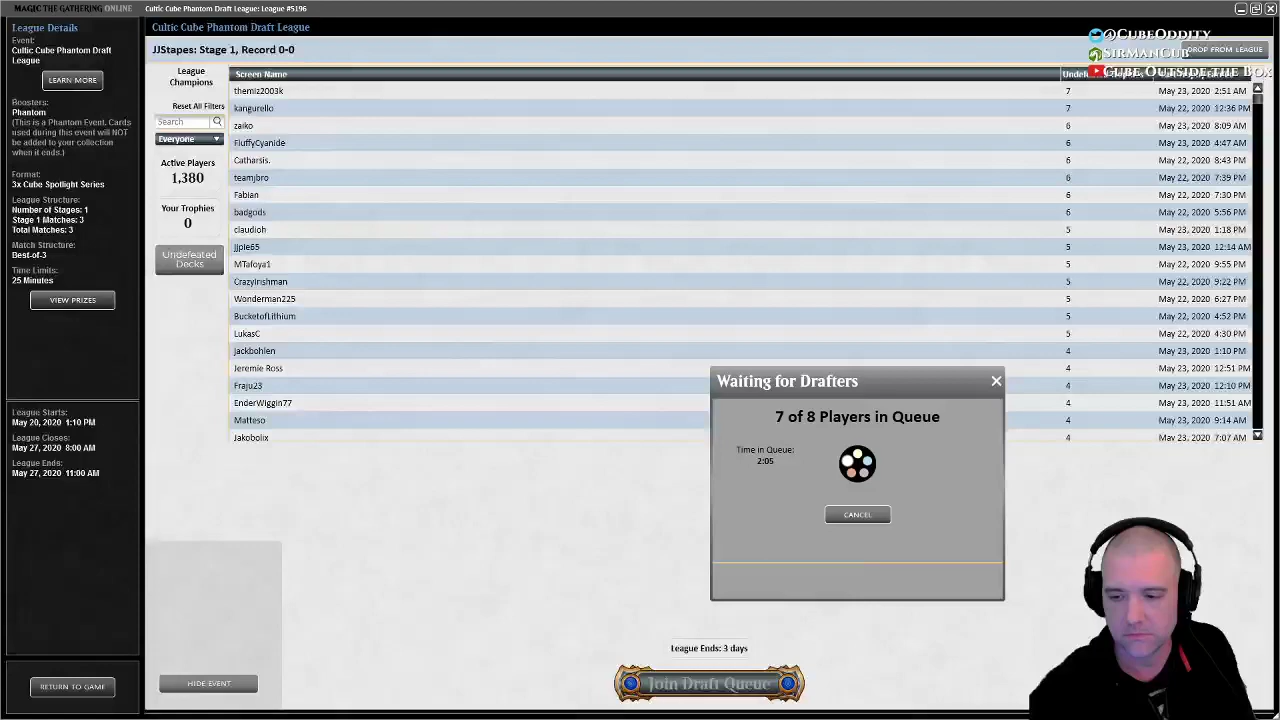 MAGIC THE GATHERING ONLINE
Cultic Cube Phantom Draft League: League #5196
League Details
Event:
Cultic Cube Phantom Draft
League
LEARN MORE
Boosters:
Phantom
(This is a Phantom Event. Cards
used during this event will NOT
be added to your collection
when it ends.)
Format:
3x Cube Spotlight Series
League Structure:
Number of Stages: 1
Stage 1 Matches: 3
Total Matches: 3
Match Structure:
Best-of-3
Time Limits:
25 Minutes
VIEW PRIZES
League Starts:
May 20, 2020 1:10 PM
League Closes:
May 27, 2020 8:00 AM
League Ends:
May 27, 2020 11:00 AM
RETURN TO GAME
Cultic Cube Phantom Draft League
JJStapes: Stage 1, Record 0-0
@CubeOddity
SirManGub
Cube Outside the Box
DROP FROM LEAGUE
League
Champions
Reset All Filters
Search
Everyone
Active Players
1,380
Your Trophies
0
Undefeated
Decks
Screen Name
themiz2003k 7 May 23, 2020 2:51 AM
kangurello 7 May 23, 2020 12:36 PM
zaiko 6 May 23, 2020 8:09 AM
FluffyCyanide 6 May 23, 2020 4:47 AM
Catharsis. 6 May 22, 2020 8:43 PM
teamjbro 6 May 22, 2020 7:39 PM
Fabian 6 May 22, 2020 7:30 PM
badgods 6 May 22, 2020 5:56 PM
claudioh 5 May 23, 2020 1:18 PM
jjpie65 5 May 23, 2020 12:14 AM
MTafoya1 5 May 22, 2020 9:55 PM
CrazyIrishman 5 May 22, 2020 9:22 PM
Wonderman225 5 May 22, 2020 6:27 PM
BucketofLithium 5 May 22, 2020 4:52 PM
LukasC 5 May 22, 2020 4:30 PM
jackbohlen 4 May 23, 2020 1:10 PM
Jeremie Ross 4 May 23, 2020 12:51 PM
Fraju23 4 May 23, 2020 12:10 PM
EnderWiggin77 4 May 23, 2020 11:51 AM
Matteso 4 May 23, 2020 9:14 AM
Jakobolix 4 May 23, 2020 7:07 AM
Waiting for Drafters
7 of 8 Players in Queue
Time in Queue:
2:05
CANCEL
League Ends: 3 days
Join Draft Queue
HIDE EVENT